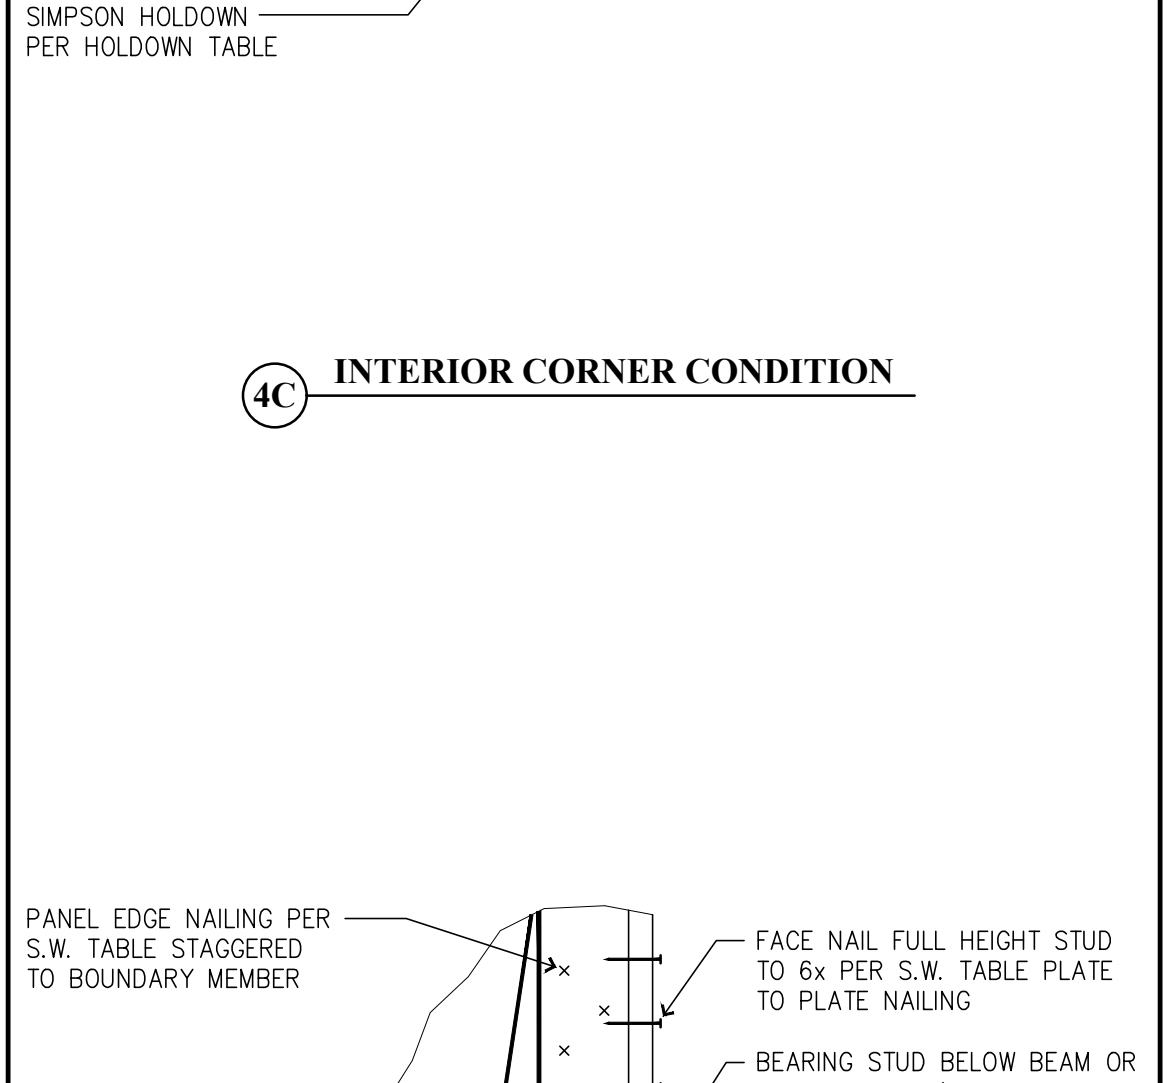 SIMPSON HOLDOWN
PER HOLDOWN TABLE
4C
INTERIOR CORNER CONDITION
PANEL EDGE NAILING PER
S.W. TABLE STAGGERED
TO BOUNDARY MEMBER
FACE NAIL FULL HEIGHT STUD
TO 6x PER S.W. TABLE PLATE
TO PLATE NAILING
BEARING STUD BELOW BEAM OR